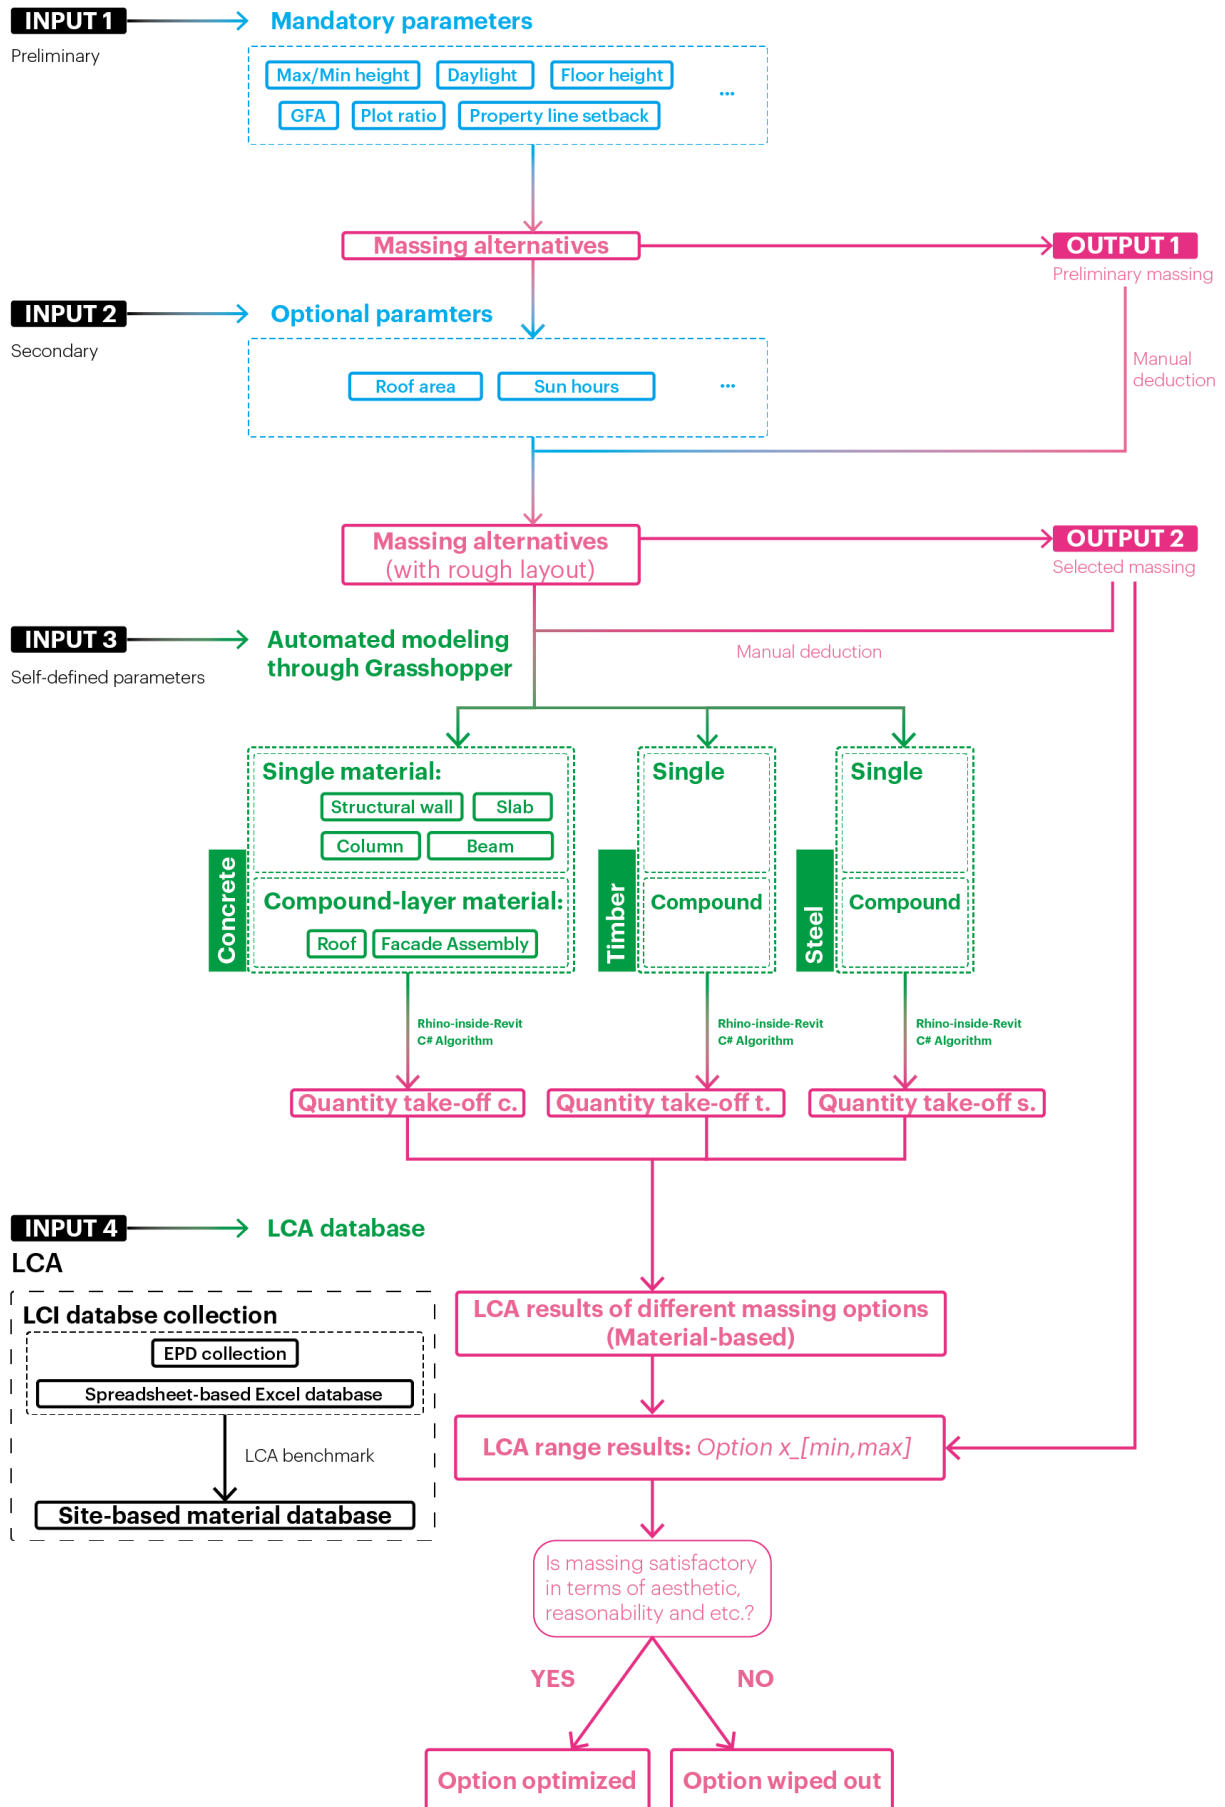 INPUT 1
Mandatory parameters
Preliminary
Max/Min height
Daylight
Floor height
...
GFA
Plot ratio
Property line setback
Massing alternatives
OUTPUT 1
Preliminary massing
INPUT 2
Optional paramters
Secondary
Manual
deduction
Roof area
Sun hours
...
Massing alternatives
(with rough layout)
OUTPUT 2
Selected massing
INPUT 3
Automated modeling
through Grasshopper
Self-defined parameters
Manual deduction
Concrete
Single material:
Structural wall
Slab
Column
Beam
Compound-layer material:
Roof
Facade Assembly
Timber
Single
Compound
Steel
Single
Compound
Rhino-inside-Revit
C# Algorithm
Rhino-inside-Revit
C# Algorithm
Rhino-inside-Revit
C# Algorithm
Quantity take-off c.
Quantity take-off t.
Quantity take-off s.
INPUT 4
LCA database
LCA
LCI databse collection
EPD collection
Spreadsheet-based Excel database
LCA benchmark
Site-based material database
LCA results of different massing options
(Material-based)
LCA range results: Option x_[min,max]
Is massing satisfactory
in terms of aesthetic,
reasonability and etc.?
YES
NO
Option optimized
Option wiped out